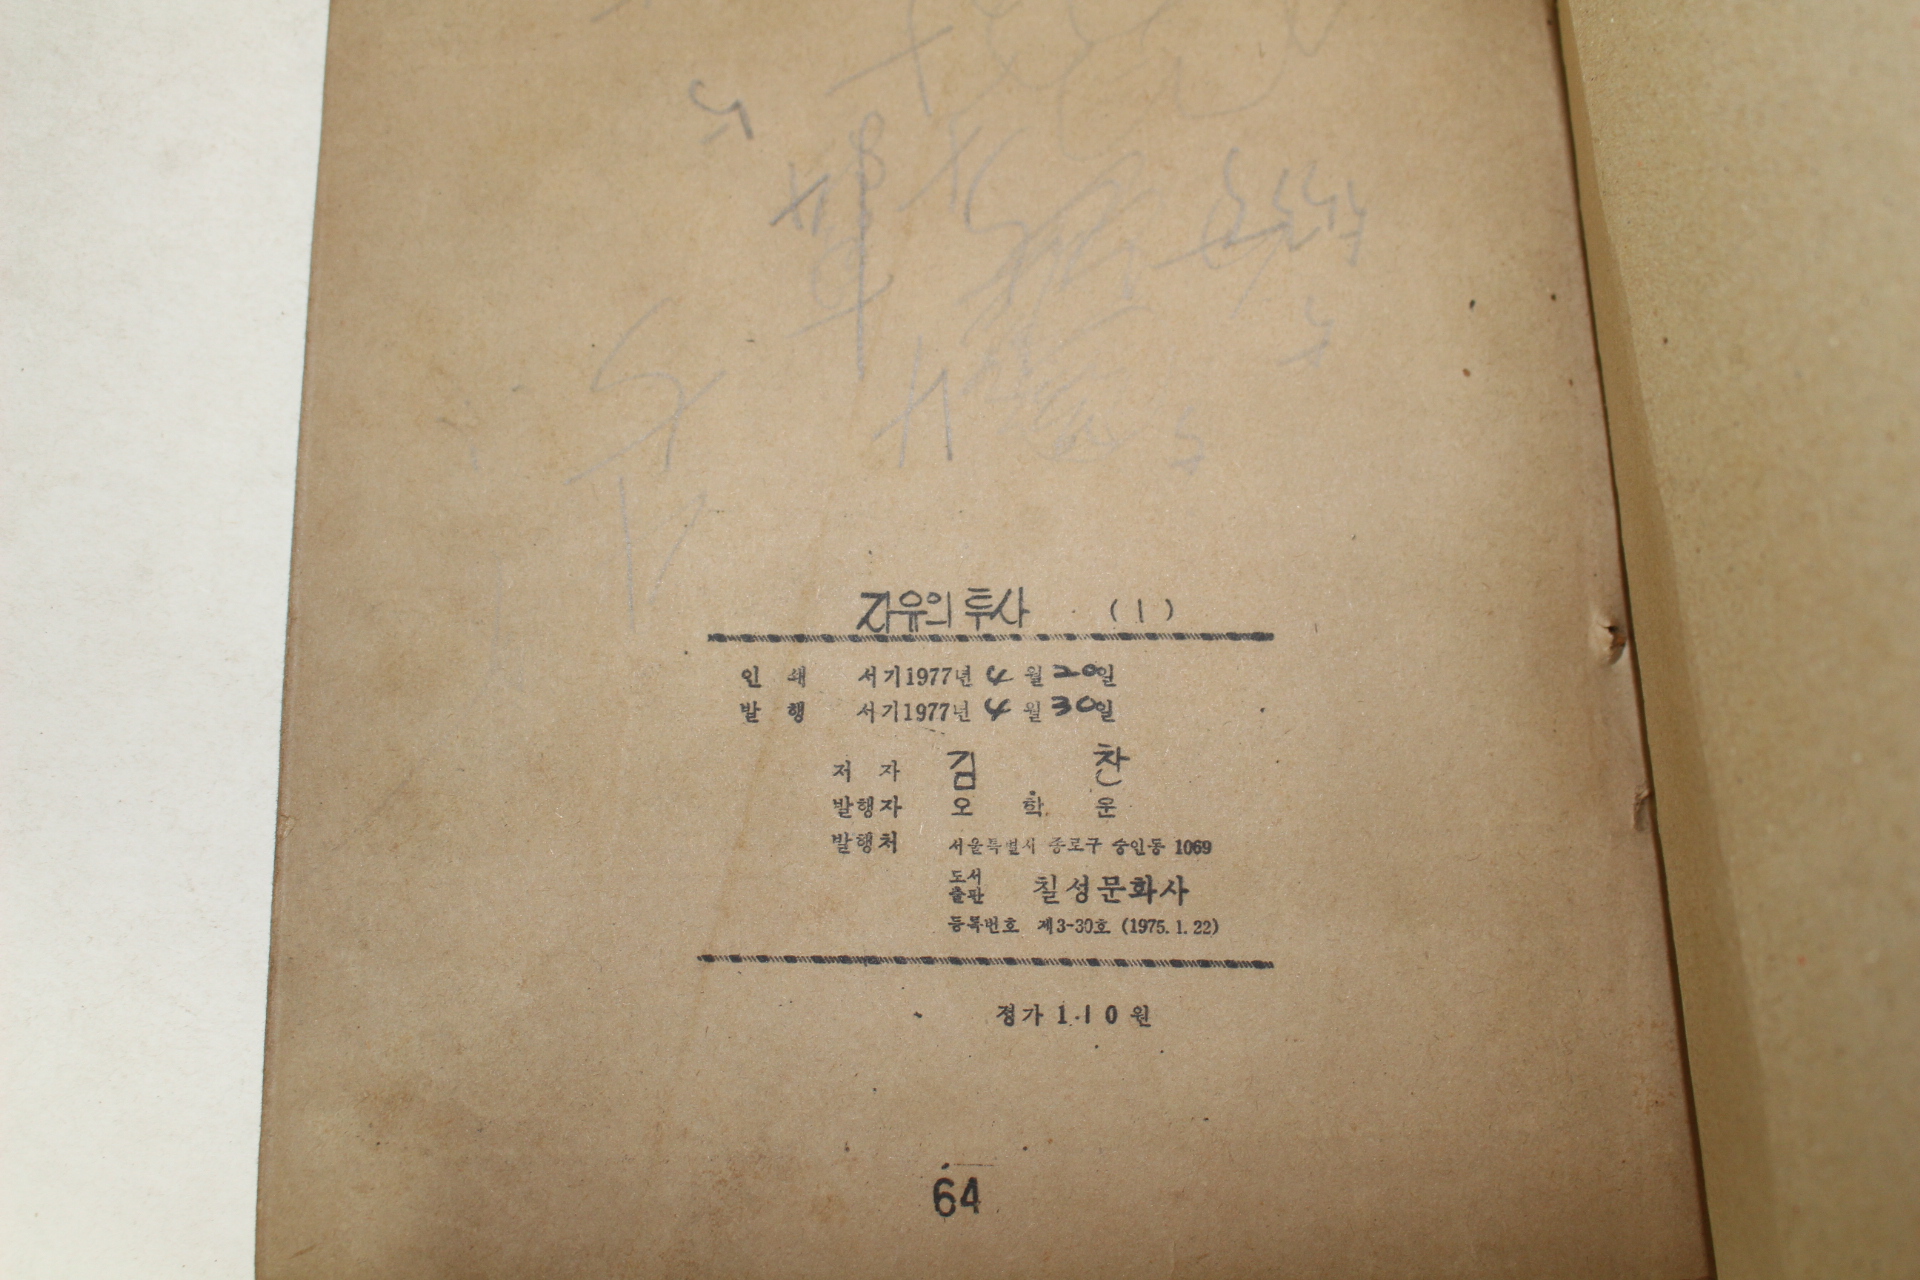 자유의 투사 (1)
인 쇄 서기1977년 4월 20일
발 행 서기1977년 4월 30일
저 자 김 찬
발행자 오 학 운
발행처 서울특별시 종로구 숭인동 1069
도서출판 칠성문화사
등록번호 제3-30호 (1975. 1. 22)
정가 110원
64